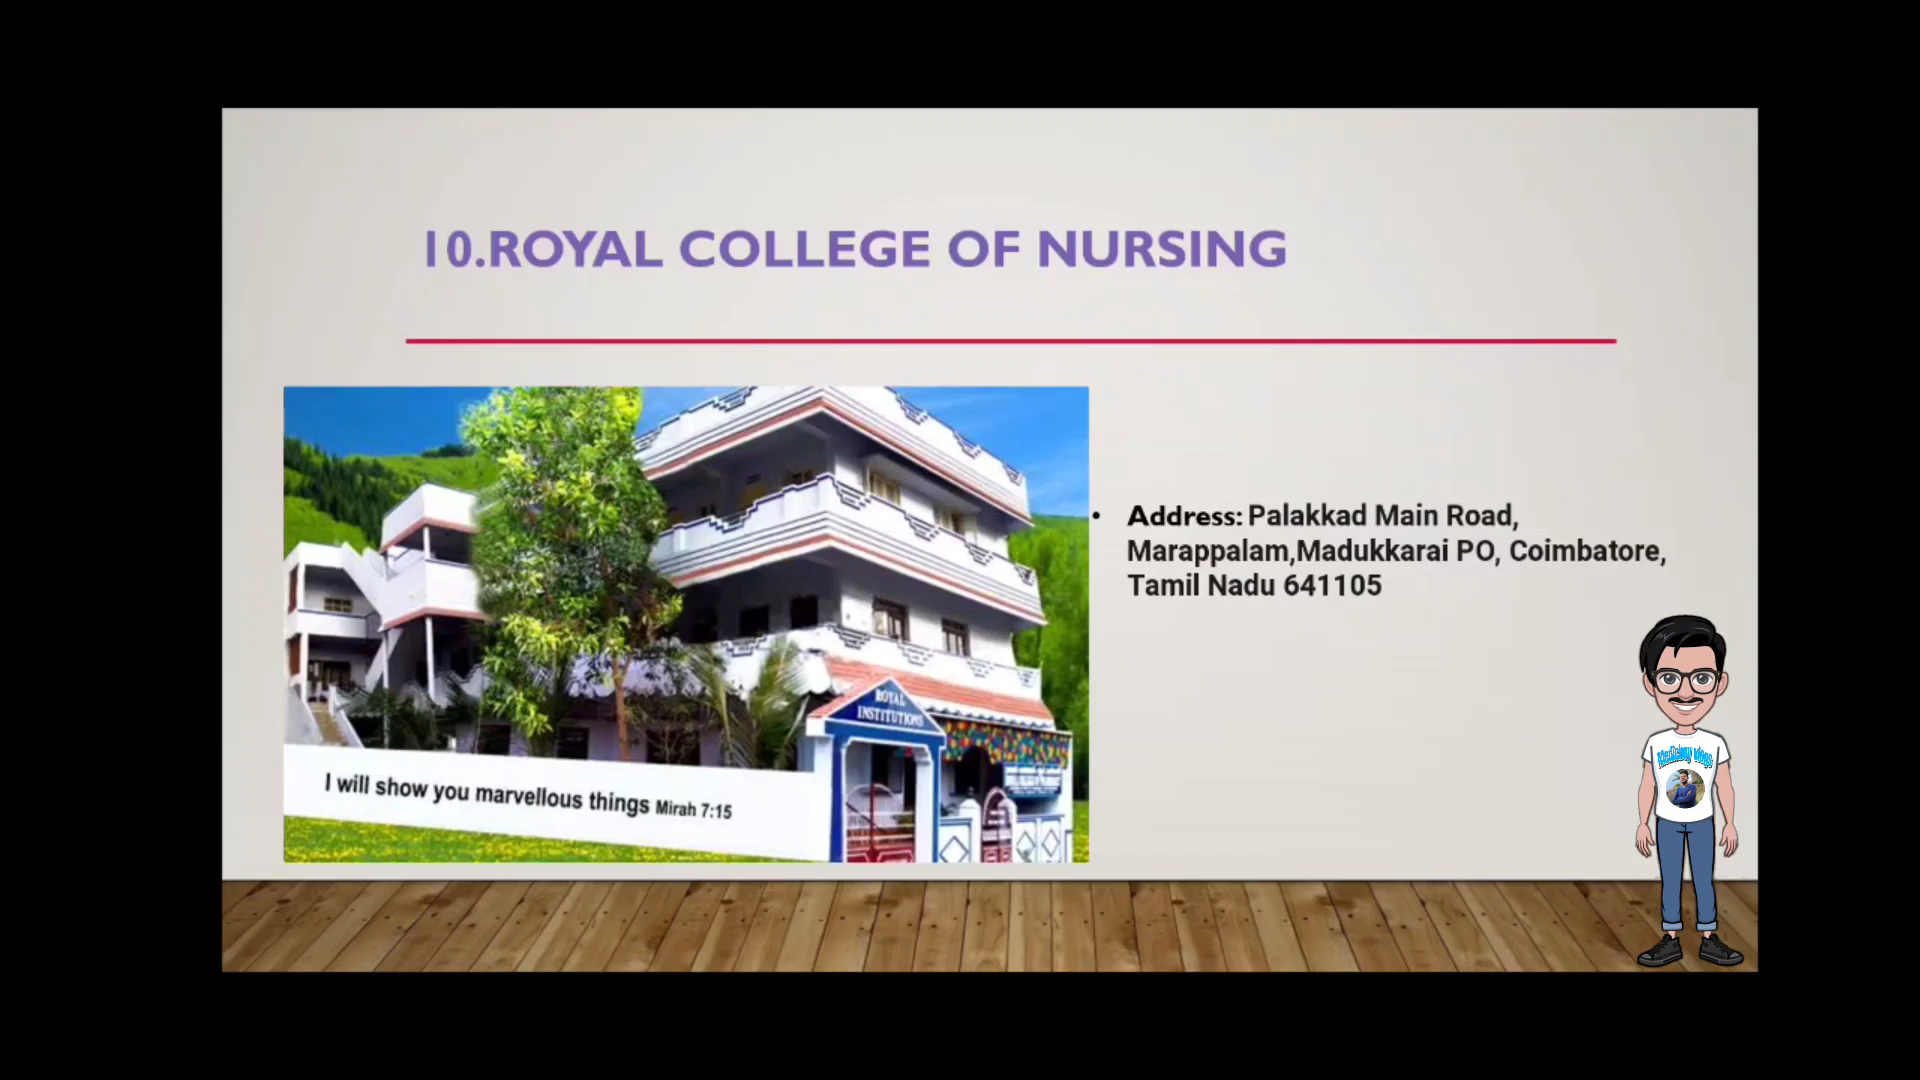 10.ROYAL COLLEGE OF NURSING
ROYAL
INSTITUTIONS
I will show you marvellous things Mirah 7:15
• Address: Palakkad Main Road,
Marappalam,Madukkarai PO, Coimbatore,
Tamil Nadu 641105